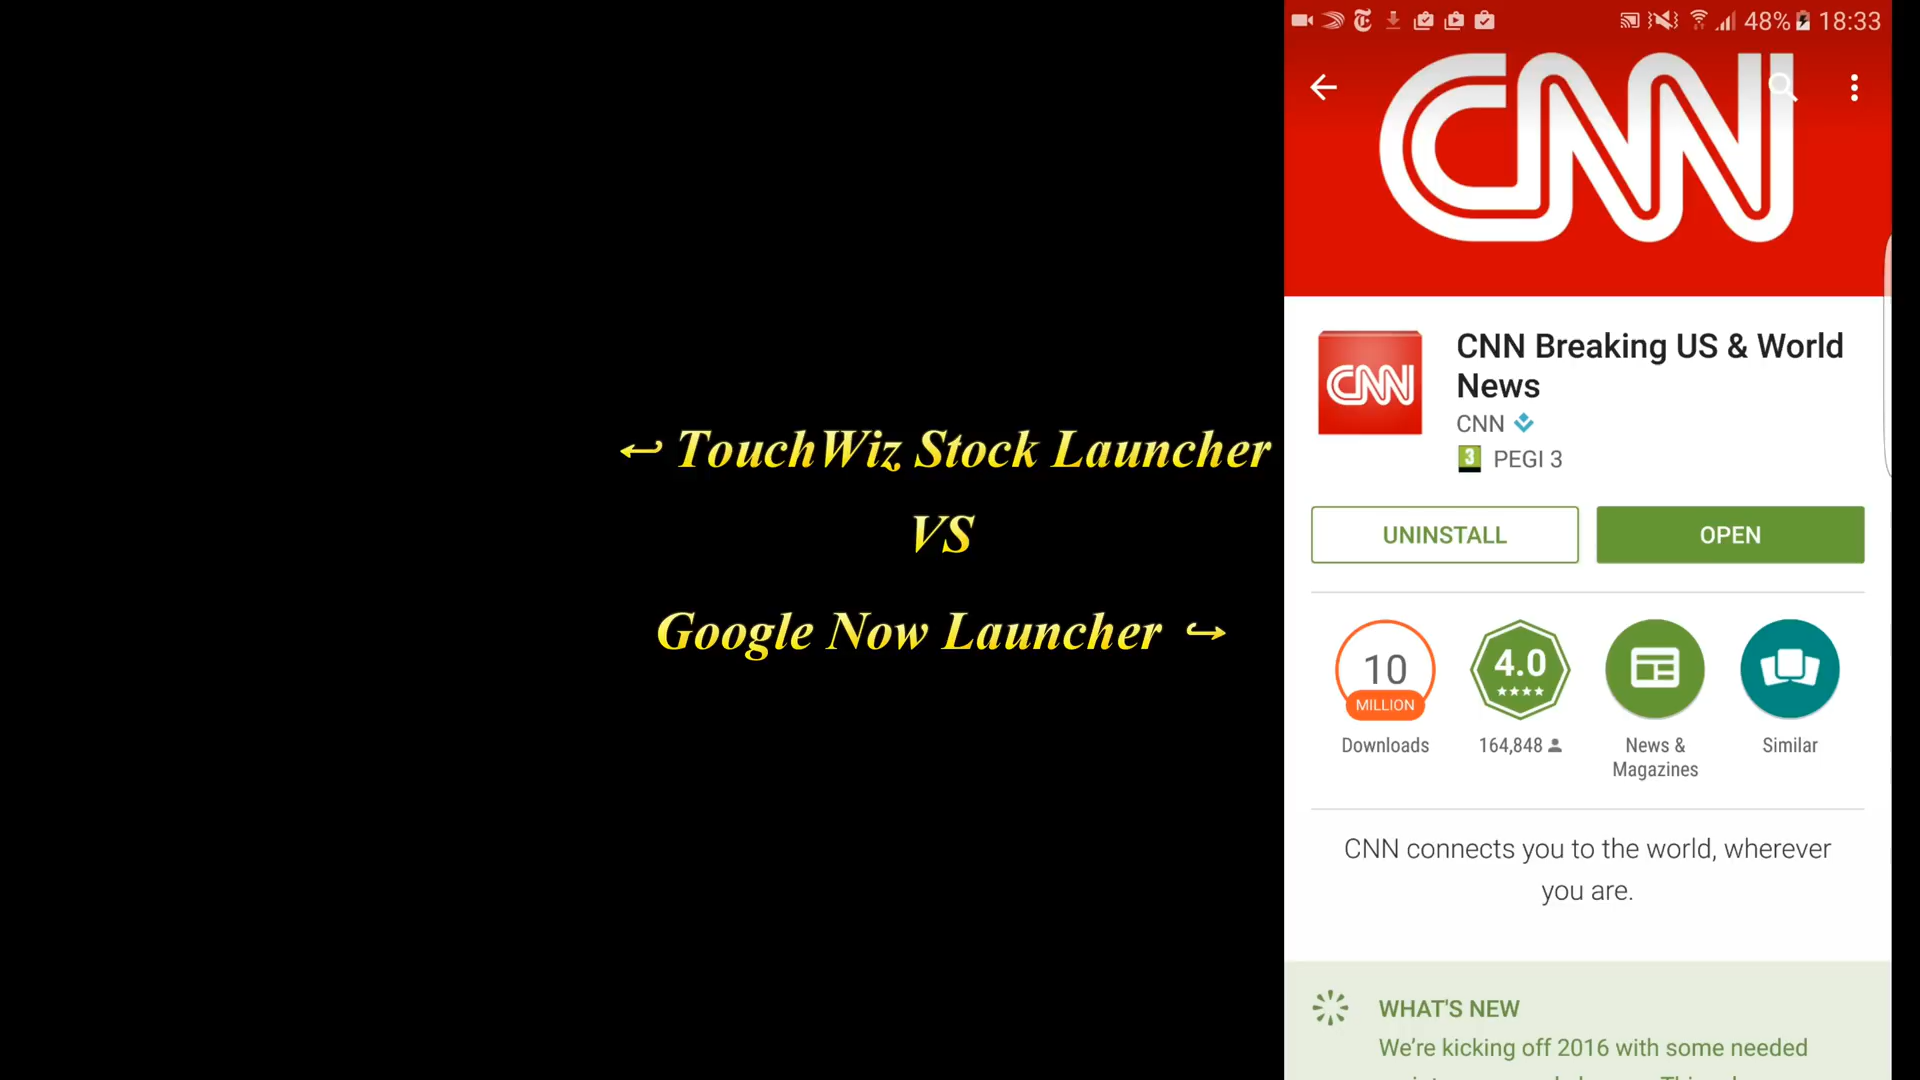 ↩ TouchWiz Stock Launcher
VS
Google Now Launcher ↪
48% 18:33
CNN
CNN
CNN Breaking US & World
News
CNN
3 PEGI 3
UNINSTALL
OPEN
10
MILLION
Downloads
4.0
164,848
News &
Magazines
Similar
CNN connects you to the world, wherever
you are.
WHAT'S NEW
We’re kicking off 2016 with some needed